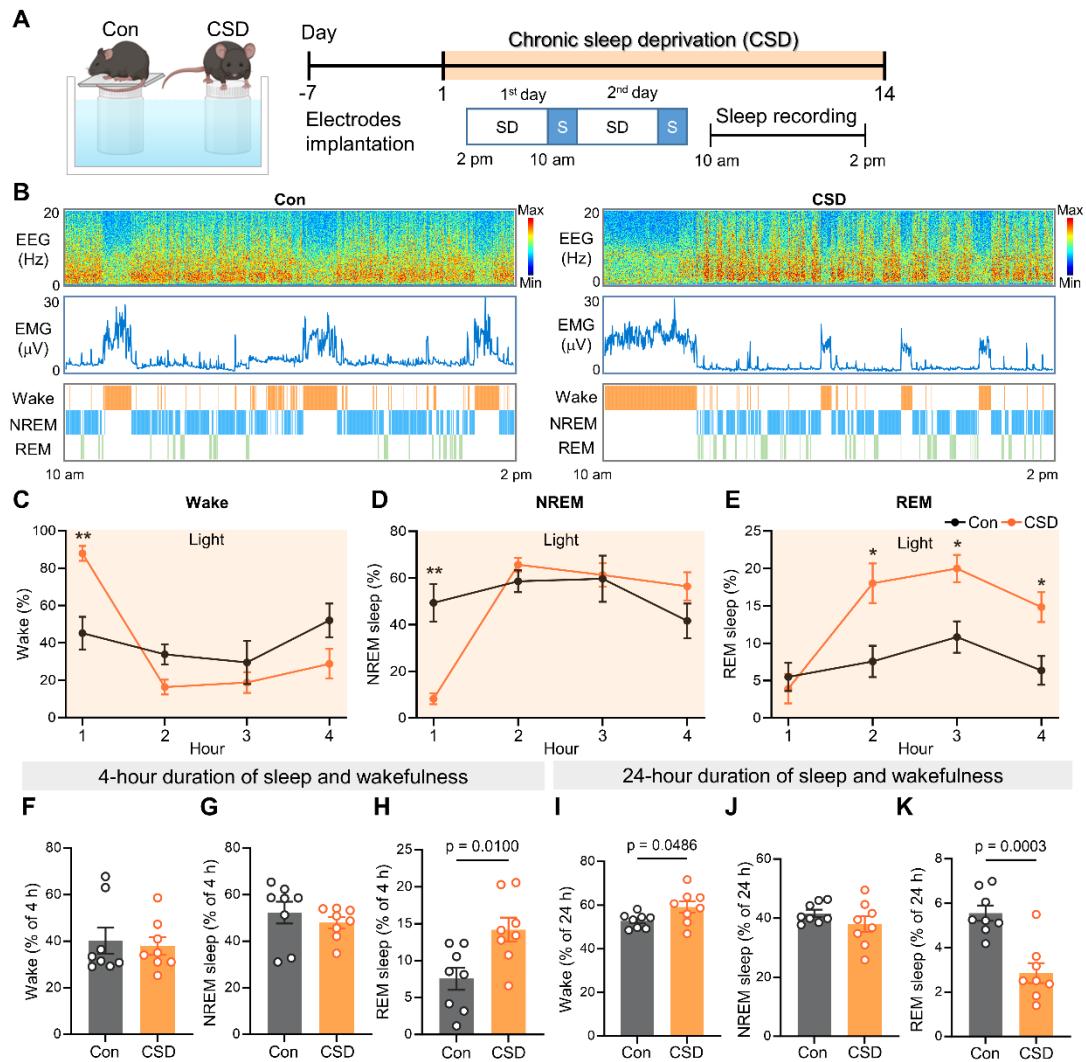 A
Con CSD
Day
Chronic sleep deprivation (CSD)
-7 1 14
Electrodes
implantation
1st day 2nd day
SD S SD S
2 pm 10 am
Sleep recording
10 am 2 pm
B
Con CSD
20 Max 20 Max
EEG
(Hz)
EEG
(Hz)
0 Min 0 Min
30 30
EMG
(μV)
EMG
(μV)
0 0
Wake Wake
NREM NREM
REM REM
10 am 2 pm 10 am 2 pm
C Wake
Light
**
Wake (%)
100
80
60
40
20
0
1 2 3 4
Hour
D NREM
Light
**
NREM sleep (%)
80
60
40
20
0
1 2 3 4
Hour
E REM
Con CSD
Light
* * *
REM sleep (%)
25
20
15
10
5
0
1 2 3 4
Hour
4-hour duration of sleep and wakefulness
24-hour duration of sleep and wakefulness
F
Wake (% of 4 h)
80
60
40
20
0
Con CSD
G
NREM sleep (% of 4 h)
80
60
40
20
0
Con CSD
H
p = 0.0100
REM sleep (% of 4 h)
25
20
15
10
5
0
Con CSD
I
p = 0.0486
Wake (% of 24 h)
80
60
40
20
0
Con CSD
J
NREM sleep (% of 24 h)
60
40
20
0
Con CSD
K
p = 0.0003
REM sleep (% of 24 h)
8
6
4
2
0
Con CSD